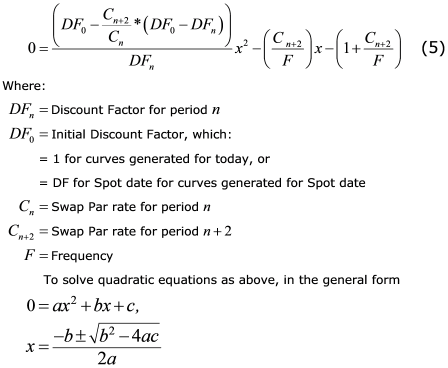 0 = \frac{\left(DF_0 - \frac{C_{n+2}}{C_n} * (DF_0 - DF_n)\right)}{DF_n} x^2 - \left(\frac{C_{n+2}}{F}\right) x - \left(1 + \frac{C_{n+2}}{F}\right) (5)
Where:
DF_n = Discount Factor for period n
DF_0 = Initial Discount Factor, which:
= 1 for curves generated for today, or
= DF for Spot date for curves generated for Spot date
C_n = Swap Par rate for period n
C_{n+2} = Swap Par rate for period n + 2
F = Frequency
To solve quadratic equations as above, in the general form
0 = ax^2 + bx + c,
x = \frac{-b \pm \sqrt{b^2 - 4ac}}{2a}